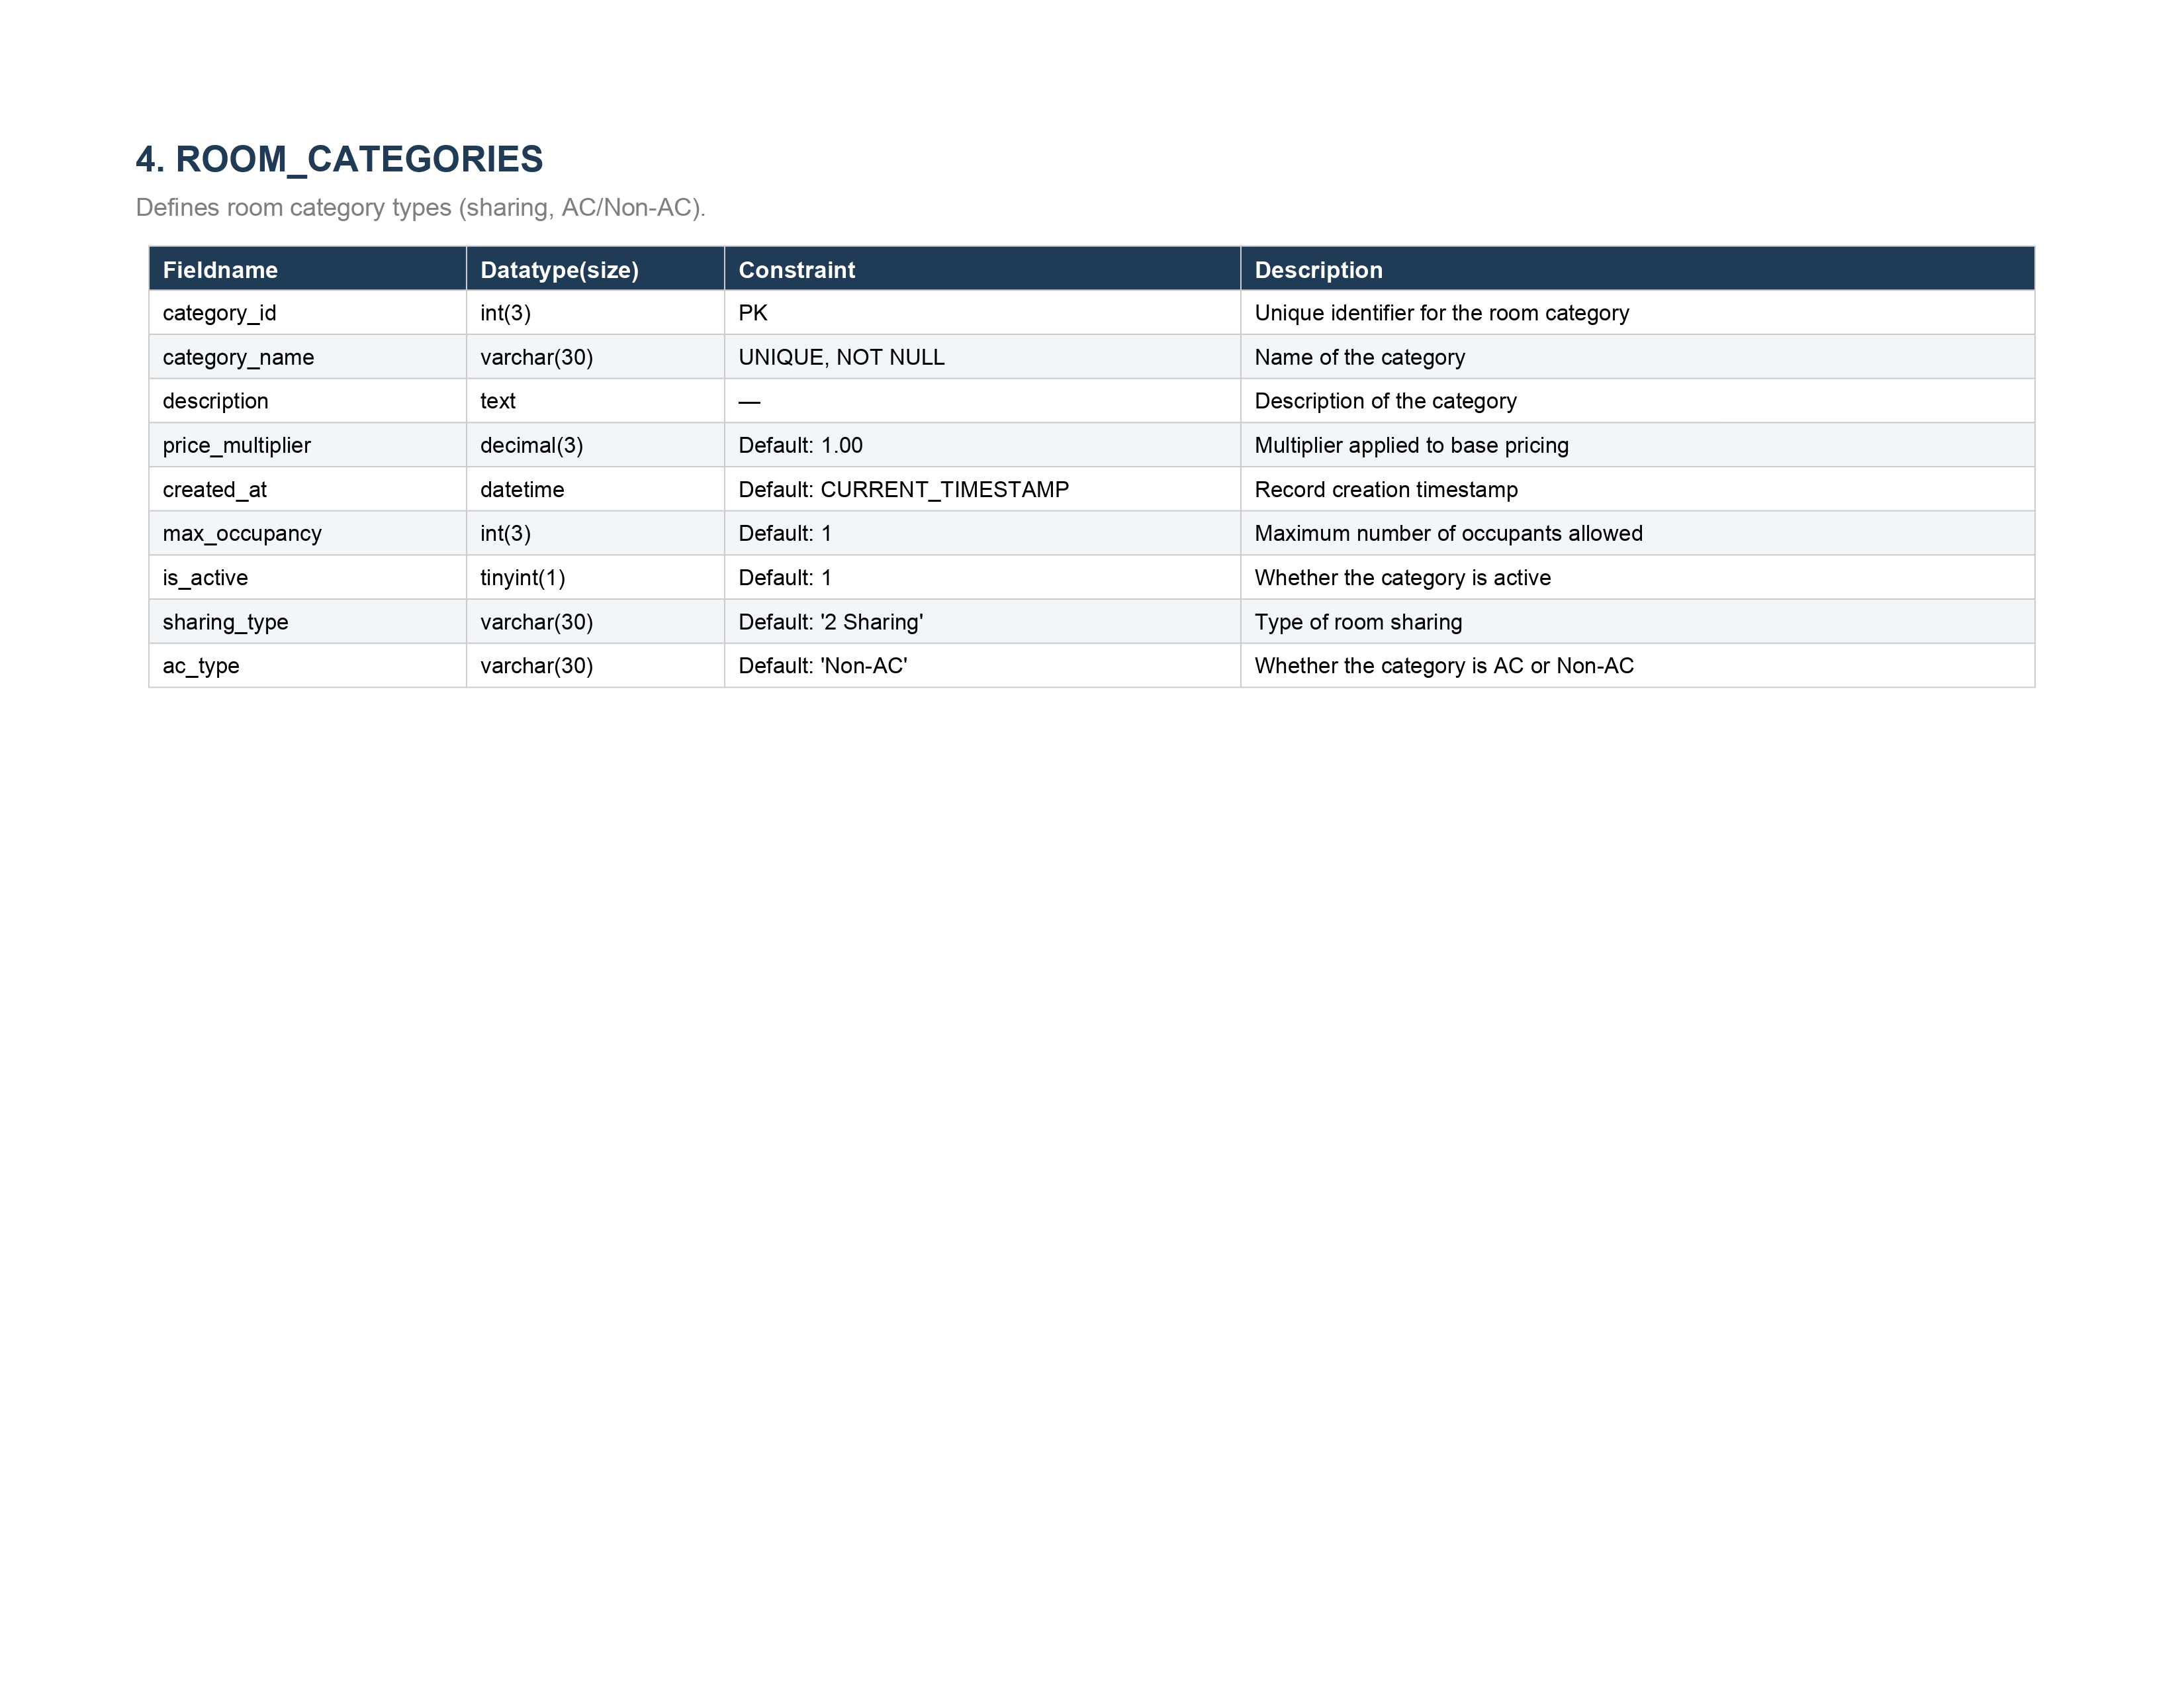 4. ROOM_CATEGORIES
Defines room category types (sharing, AC/Non-AC).
Fieldname Datatype(size) Constraint Description
category_id int(3) PK Unique identifier for the room category
category_name varchar(30) UNIQUE, NOT NULL Name of the category
description text — Description of the category
price_multiplier decimal(3) Default: 1.00 Multiplier applied to base pricing
created_at datetime Default: CURRENT_TIMESTAMP Record creation timestamp
max_occupancy int(3) Default: 1 Maximum number of occupants allowed
is_active tinyint(1) Default: 1 Whether the category is active
sharing_type varchar(30) Default: '2 Sharing' Type of room sharing
ac_type varchar(30) Default: 'Non-AC' Whether the category is AC or Non-AC